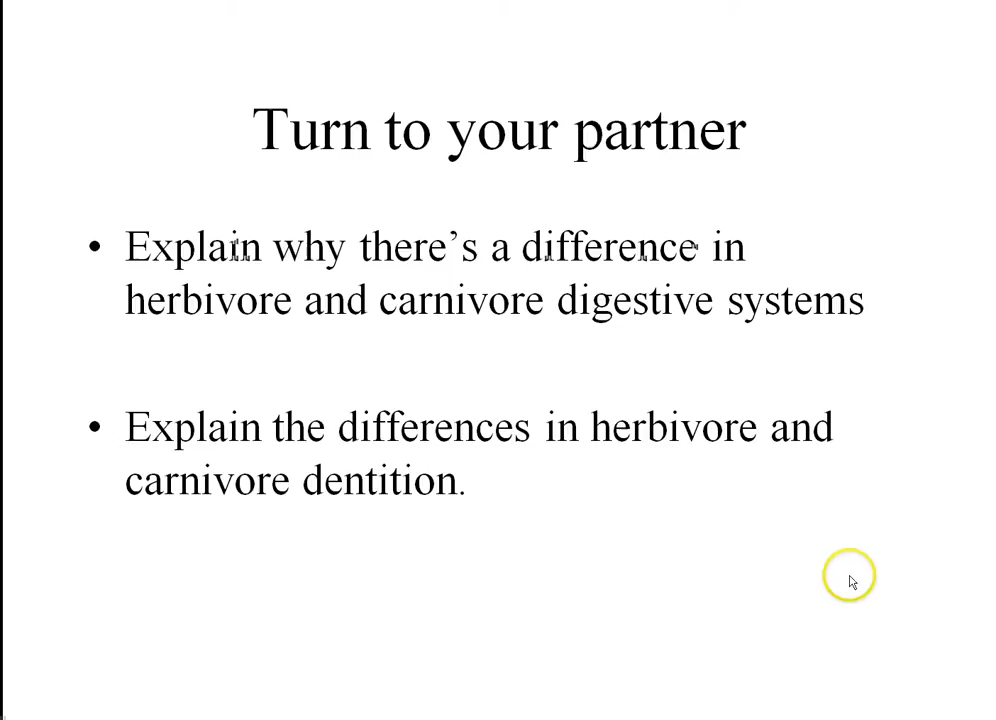 Turn to your partner
• Explain why there’s a difference in
herbivore and carnivore digestive systems
• Explain the differences in herbivore and
carnivore dentition.